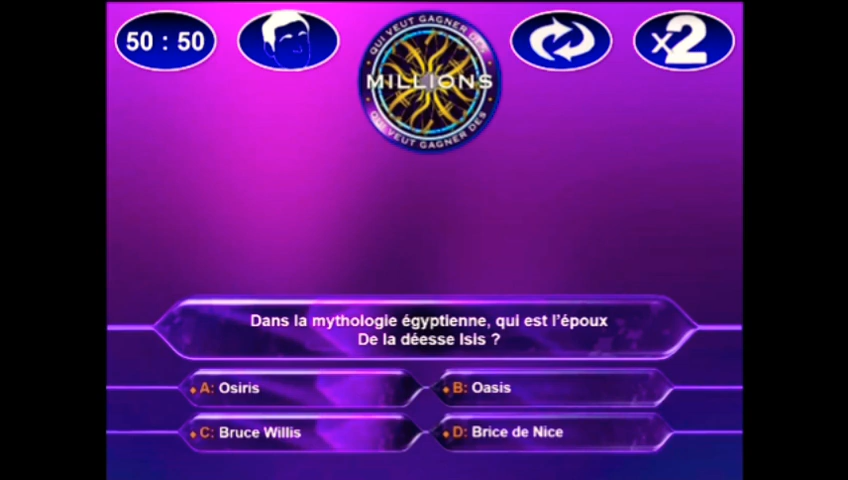 50 : 50
QUI VEUT GAGNER DES
MILLIONS
QUI VEUT GAGNER DES
x2
Dans la mythologie égyptienne, qui est l'époux
De la déesse Isis ?
A: Osiris
B: Oasis
C: Bruce Willis
D: Brice de Nice